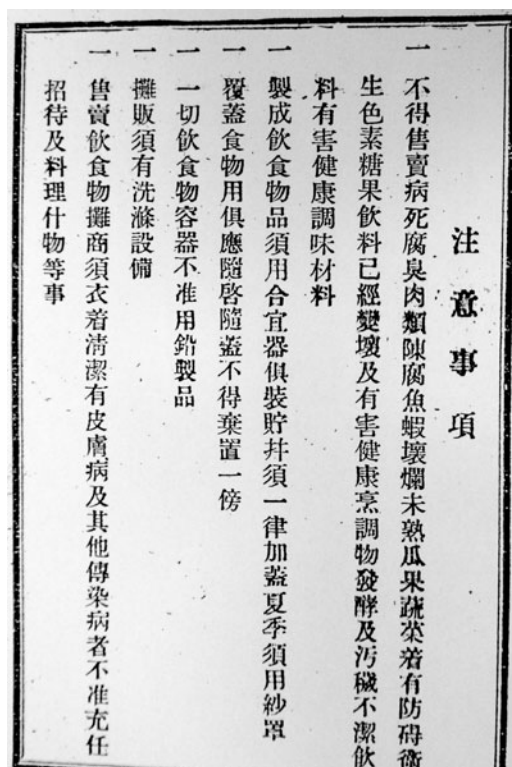 注意事項
一 不得售賣病死腐臭肉類陳腐魚蝦壞爛未熟瓜果蔬菜着有防碍衛
生色素糖果飲料已經變壞及有害健康烹調物發酵及污穢不潔飲
料有害健康調味材料
一 製成飲食物品須用合宜器俱裝貯幷須一律加蓋夏季須用紗罩
一 覆蓋食物用俱應隨啓隨蓋不得棄置一傍
一 一切飲食物容器不准用鉛製品
一 攤販須有洗滌設備
一 售賣飲食物攤商須衣着清潔有皮膚病及其他傳染病者不准充任
招待及料理什物等事